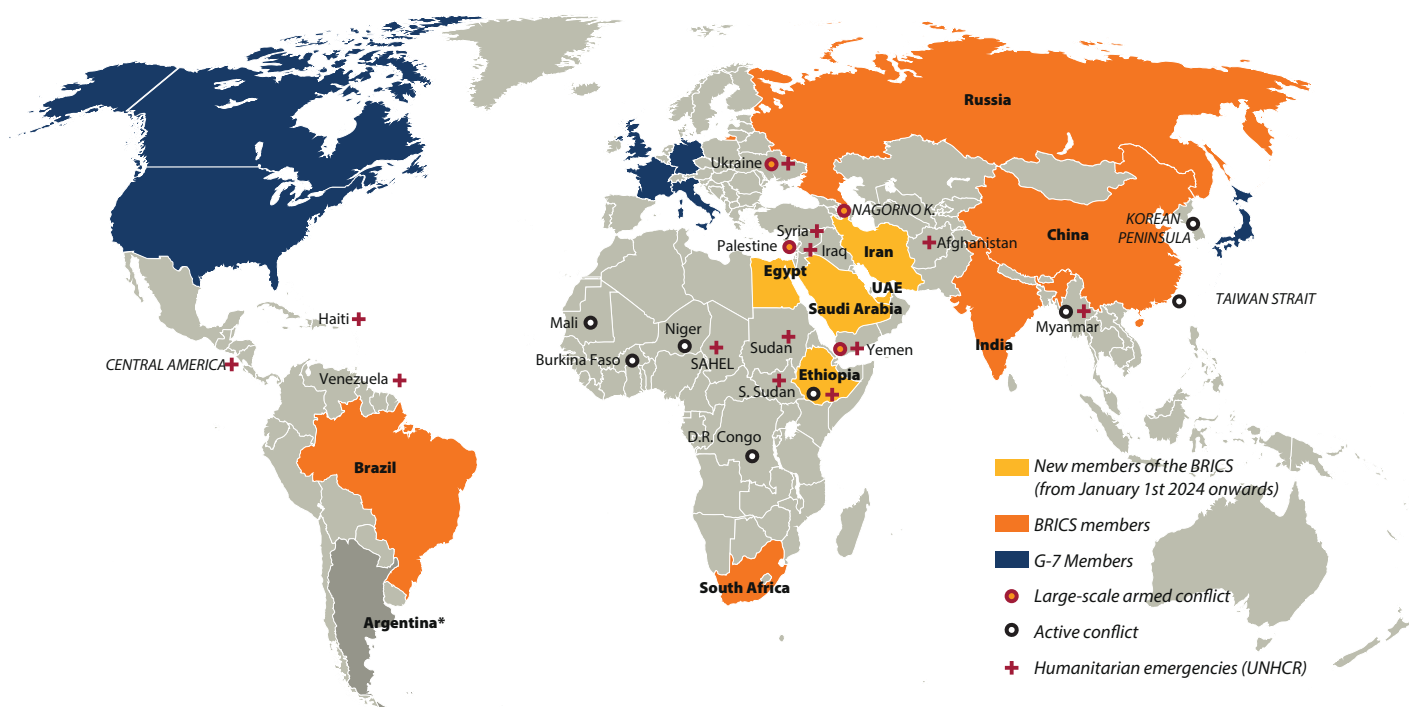 Russia
Ukraine
NAGORNO K.
Syria
Palestine
Iraq
Iran
Afghanistan
China
KOREAN
PENINSULA
Egypt
UAE
Saudi Arabia
TAIWAN STRAIT
Haiti
Mali
Niger
Myanmar
India
Burkina Faso
SAHEL
Sudan
Yemen
CENTRAL AMERICA
Venezuela
Ethiopia
S. Sudan
D.R. Congo
Brazil
South Africa
Argentina*
New members of the BRICS
(from January 1st 2024 onwards)
BRICS members
G-7 Members
Large-scale armed conflict
Active conflict
Humanitarian emergencies (UNHCR)